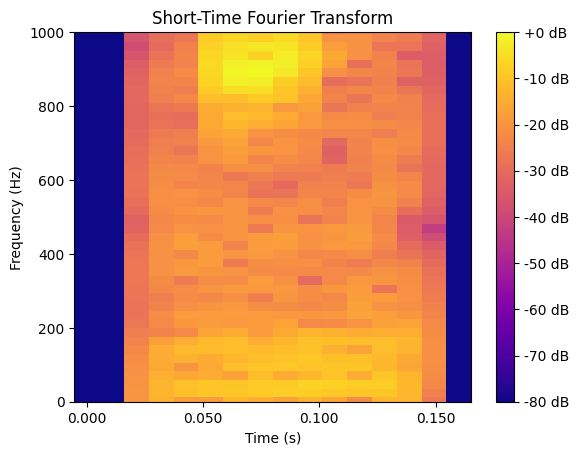 Short-Time Fourier Transform
1000
800
600
400
200
0
Frequency (Hz)
0.000
0.050
0.100
0.150
Time (s)
+0 dB
-10 dB
-20 dB
-30 dB
-40 dB
-50 dB
-60 dB
-70 dB
-80 dB